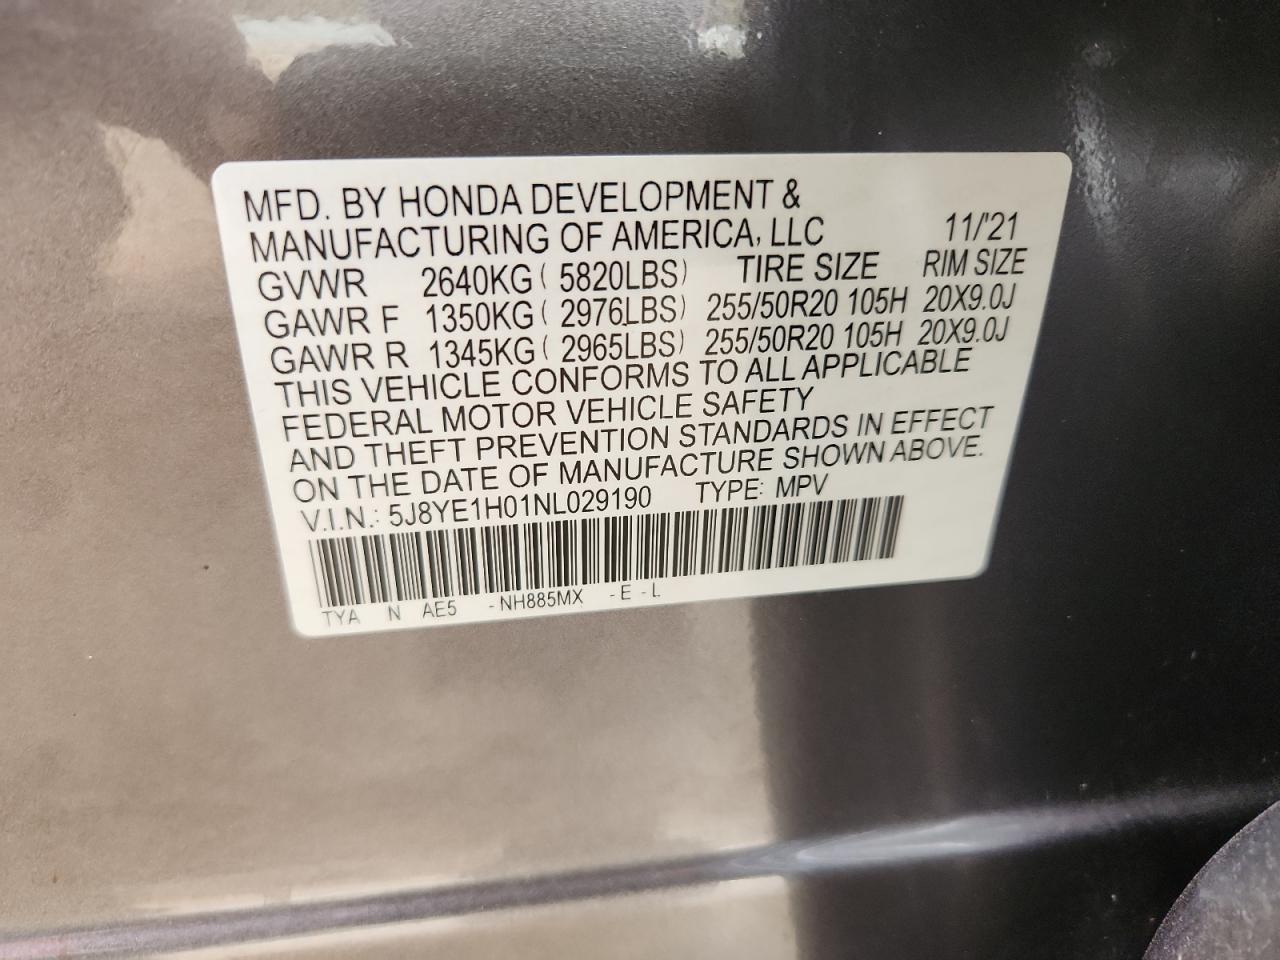 MFD. BY HONDA DEVELOPMENT &
MANUFACTURING OF AMERICA, LLC 11/'21
GVWR 2640KG ( 5820LBS) TIRE SIZE RIM SIZE
GAWR F 1350KG ( 2976LBS) 255/50R20 105H 20X9.0J
GAWR R 1345KG ( 2965LBS) 255/50R20 105H 20X9.0J
THIS VEHICLE CONFORMS TO ALL APPLICABLE
FEDERAL MOTOR VEHICLE SAFETY
AND THEFT PREVENTION STANDARDS IN EFFECT
ON THE DATE OF MANUFACTURE SHOWN ABOVE.
V.I.N.: 5J8YE1H01NL029190 TYPE: MPV
TYA N AE5 - NH885MX - E - L